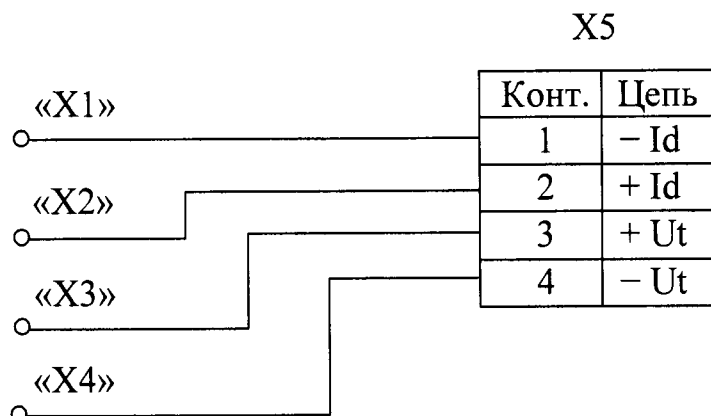 X5
Конт. Цепь
«X1»
1 − Id
2 + Id
«X2»
3 + Ut
4 − Ut
«X3»
«X4»